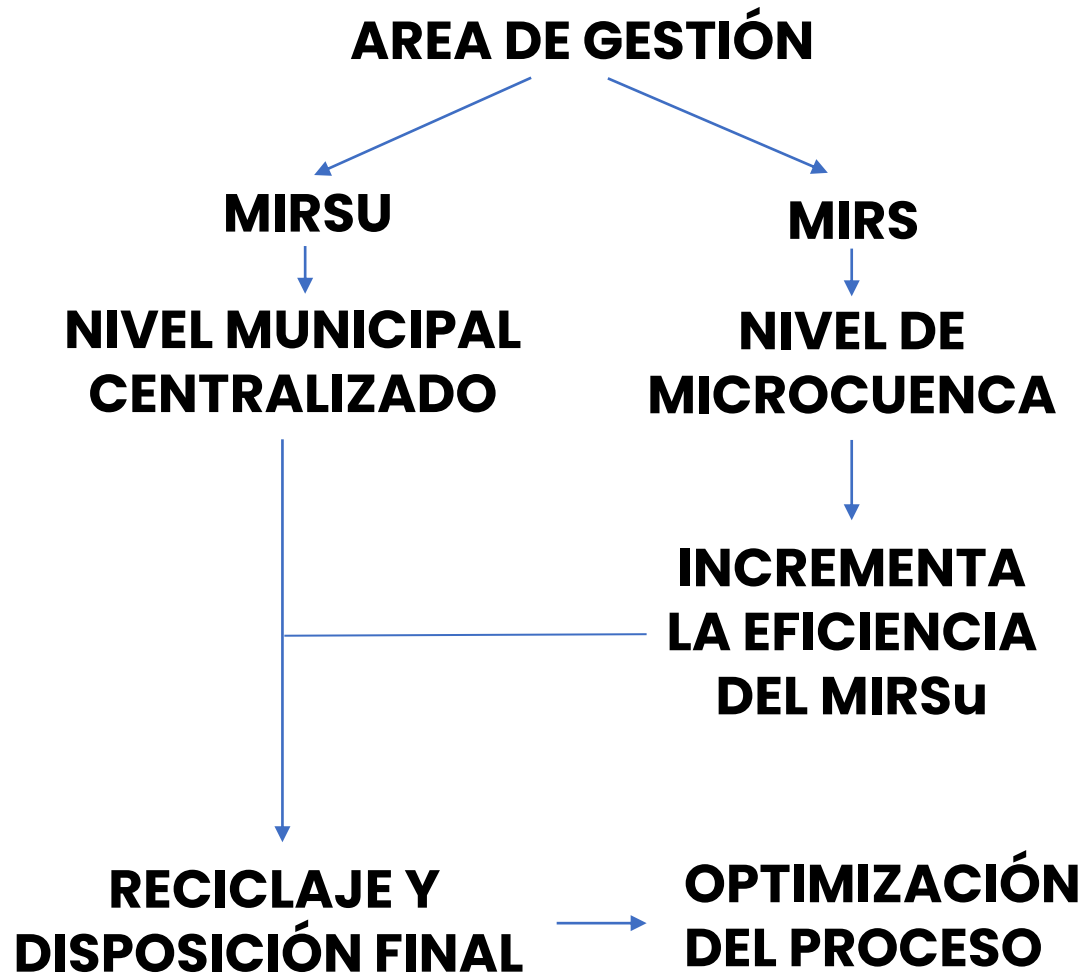 AREA DE GESTIÓN
MIRSU
MIRS
NIVEL MUNICIPAL
CENTRALIZADO
NIVEL DE
MICROCUENCA
INCREMENTA
LA EFICIENCIA
DEL MIRSu
RECICLAJE Y
DISPOSICIÓN FINAL
OPTIMIZACIÓN
DEL PROCESO